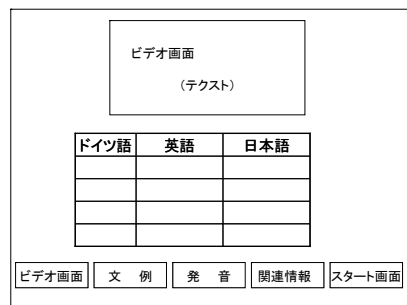 ビデオ画面
(テクスト)
ドイツ語 英語 日本語
ビデオ画面 文 例 発 音 関連情報 スタート画面